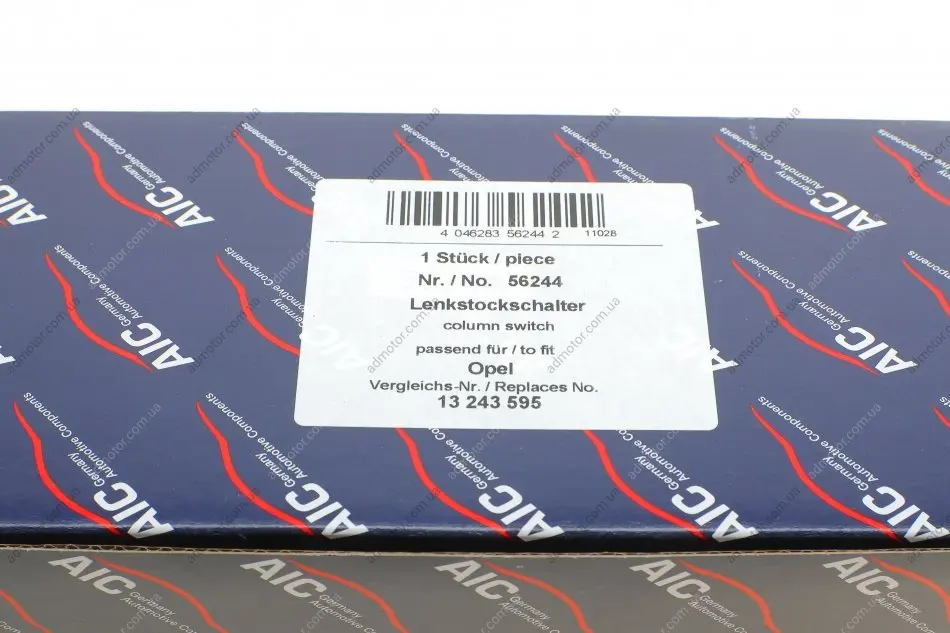 4 046283 56244 2 11028
1 Stück / piece
Nr. / No. 56244
Lenkstockschalter
column switch
passend für / to fit
Opel
Vergleichs-Nr. / Replaces No.
13 243 595
AIC
Germany
Automotive Components
admotor.com.ua